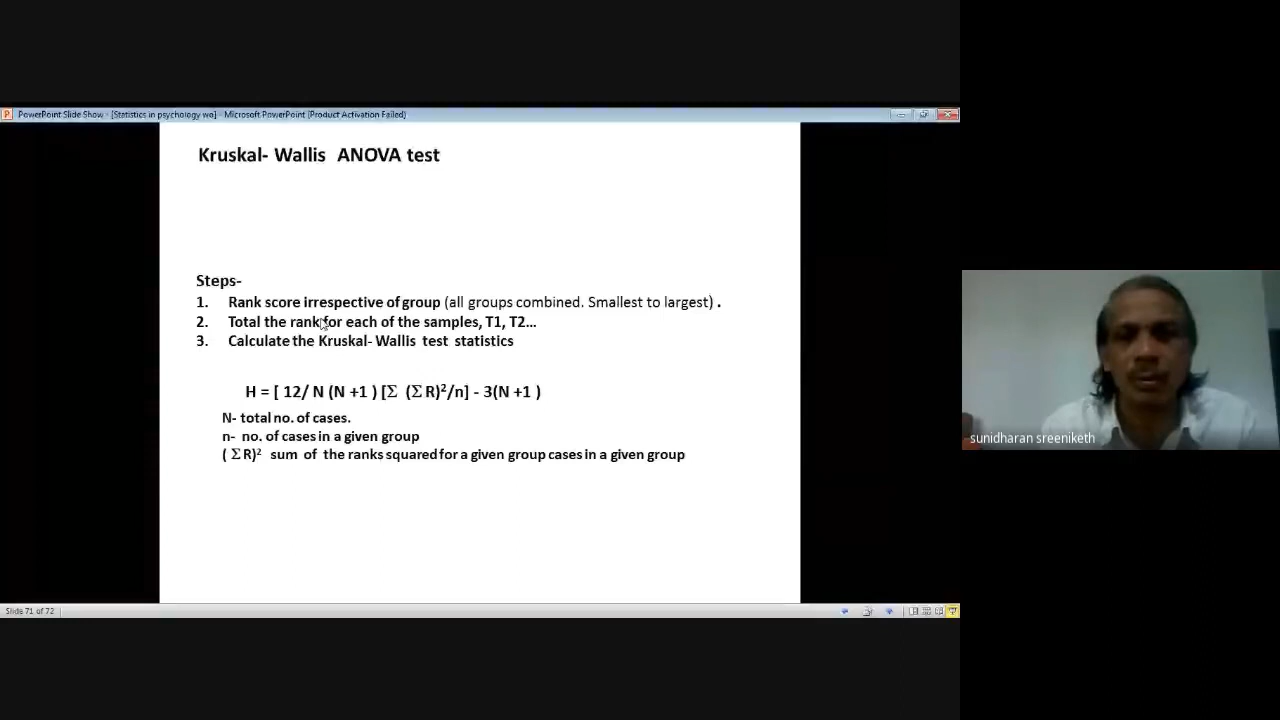 PowerPoint Slide Show - [Statistics in psychology wo] - Microsoft PowerPoint (Product Activation Failed)
Kruskal- Wallis ANOVA test
Steps-
1. Rank score irrespective of group (all groups combined. Smallest to largest) .
2. Total the rank for each of the samples, T1, T2...
3. Calculate the Kruskal- Wallis test statistics
H = [ 12/ N (N +1 ) [Σ (Σ R)²/n] - 3(N +1 )
N- total no. of cases.
n- no. of cases in a given group
( Σ R)² sum of the ranks squared for a given group cases in a given group
sunidharan sreeniketh
Slide 71 of 72